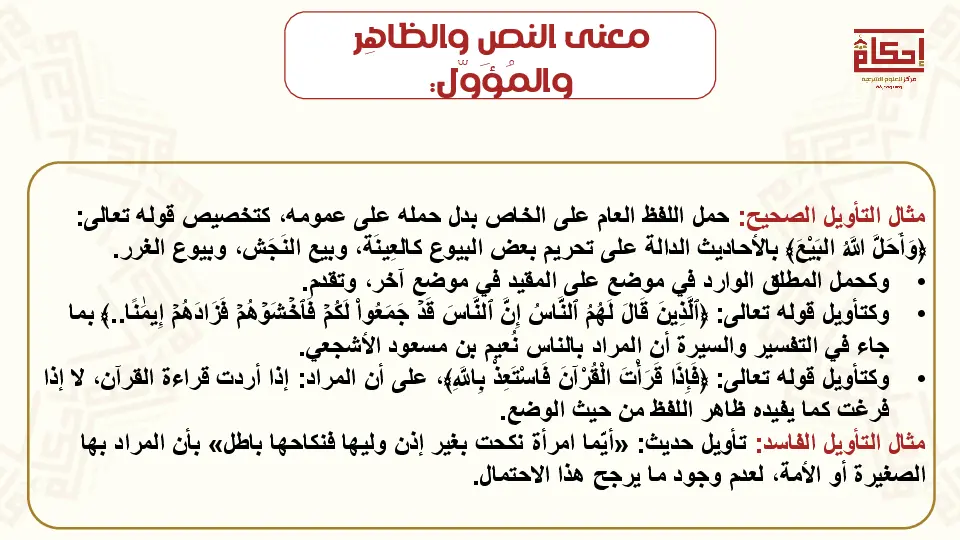 معنى النص والظاهِر
والمُؤَوّل:
إحكام
مركز للعلوم الشرعية
مثال التأويل الصحيح: حمل اللفظ العام على الخاص بدل حمله على عمومه، كتخصيص قوله تعالى:
﴿وَأَحَلَّ اللهُ البَيْعَ﴾ بالأحاديث الدالة على تحريم بعض البيوع كالعِينَة، وبيع النَجَش، وبيوع الغرر.
• وكحمل المطلق الوارد في موضع على المقيد في موضع آخر، وتقدم.
• وكتأويل قوله تعالى: ﴿ٱلَّذِينَ قَالَ لَهُمُ ٱلنَّاسُ إِنَّ ٱلنَّاسَ قَدۡ جَمَعُواْ لَكُمۡ فَٱخۡشَوۡهُمۡ فَزَادَهُمۡ إِيمَٰنٗا..﴾ بما
جاء في التفسير والسيرة أن المراد بالناس نُعيم بن مسعود الأشجعي.
• وكتأويل قوله تعالى: ﴿فَإِذَا قَرَأْتَ الْقُرْآنَ فَاسْتَعِذْ بِاللَّهِ﴾، على أن المراد: إذا أردت قراءة القرآن، لا إذا
فرغت كما يفيده ظاهر اللفظ من حيث الوضع.
مثال التأويل الفاسد: تأويل حديث: «أيّما امرأة نكحت بغير إذن وليها فنكاحها باطل» بأن المراد بها
الصغيرة أو الأمة، لعدم وجود ما يرجح هذا الاحتمال.